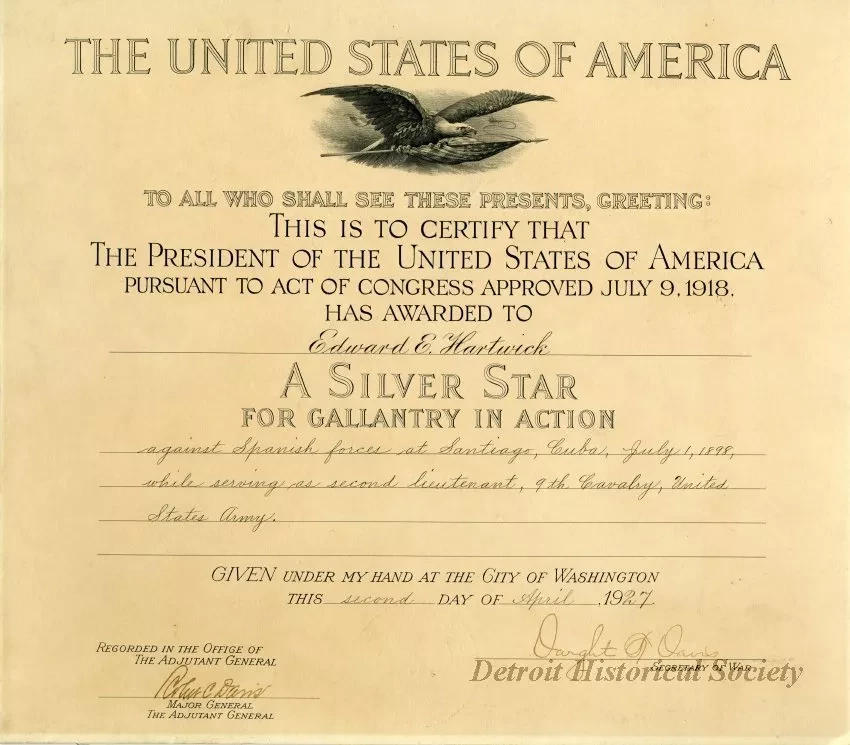 THE UNITED STATES OF AMERICA
TO ALL WHO SHALL SEE THESE PRESENTS, GREETING:
THIS IS TO CERTIFY THAT
THE PRESIDENT OF THE UNITED STATES OF AMERICA
PURSUANT TO ACT OF CONGRESS APPROVED JULY 9, 1918,
HAS AWARDED TO
Edward E. Hartwick
A SILVER STAR
FOR GALLANTRY IN ACTION
against Spanish forces at Santiago, Cuba, July 1, 1898,
while serving as second lieutenant, 9th Cavalry, United
States Army.
GIVEN UNDER MY HAND AT THE CITY OF WASHINGTON
THIS second DAY OF April, 1927
Dwight F. Davis
SECRETARY OF WAR.
RECORDED IN THE OFFICE OF
THE ADJUTANT GENERAL
Robert C. Davis
MAJOR GENERAL
THE ADJUTANT GENERAL
Detroit Historical Society